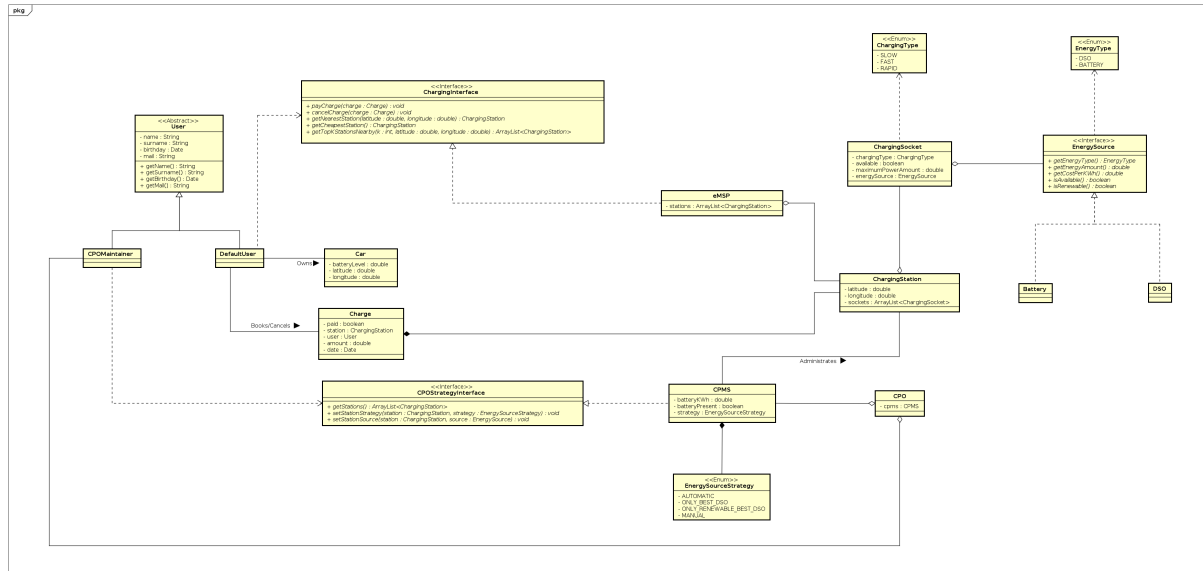 pkg
<<Enum>>
ChargingType
- SLOW
- FAST
- RAPID
<<Enum>>
EnergyType
- DSO
- BATTERY
<<Interface>>
ChargingInterface
+ payCharge(charge : Charge) : void
+ cancelCharge(charge : Charge) : void
+ getNearestStation(latitude : double, longitude : double) : ChargingStation
+ getCheapestStation() : ChargingStation
+ getTopKStationsNearby(k : int, latitude : double, longitude : double) : ArrayList<ChargingStation>
<<Abstract>>
User
- name : String
- surname : String
- birthday : Date
- mail : String
+ getName() : String
+ getSurname() : String
+ getBirthday() : Date
+ getMail() : String
ChargingSocket
- chargingType : ChargingType
- available : boolean
- maximumPowerAmount : double
- energySource : EnergySource
<<Interface>>
EnergySource
+ getEnergyType() : EnergyType
+ getEnergyAmount() : double
+ getCostPerKWh() : double
+ isAvailable() : boolean
+ isRenewable() : boolean
eMSP
- stations : ArrayList<ChargingStation>
CPOMaintainer
DefaultUser
Owns
Car
- batteryLevel : double
- latitude : double
- longitude : double
ChargingStation
- latitude : double
- longitude : double
- sockets : ArrayList<ChargingSocket>
Battery
DSO
Books/Cancels
Charge
- paid : boolean
- station : ChargingStation
- user : User
- amount : double
- date : Date
Administrates
<<Interface>>
CPOStrategyInterface
+ getStations() : ArrayList<ChargingStation>
+ setStationStrategy(station : ChargingStation, strategy : EnergySourceStrategy) : void
+ setStationSource(station : ChargingStation, source : EnergySource) : void
CPMS
- batteryKWh : double
- batteryPresent : boolean
- strategy : EnergySourceStrategy
CPO
- cpms : CPMS
<<Enum>>
EnergySourceStrategy
- AUTOMATIC
- ONLY_BEST_DSO
- ONLY_RENEWABLE_BEST_DSO
- MANUAL